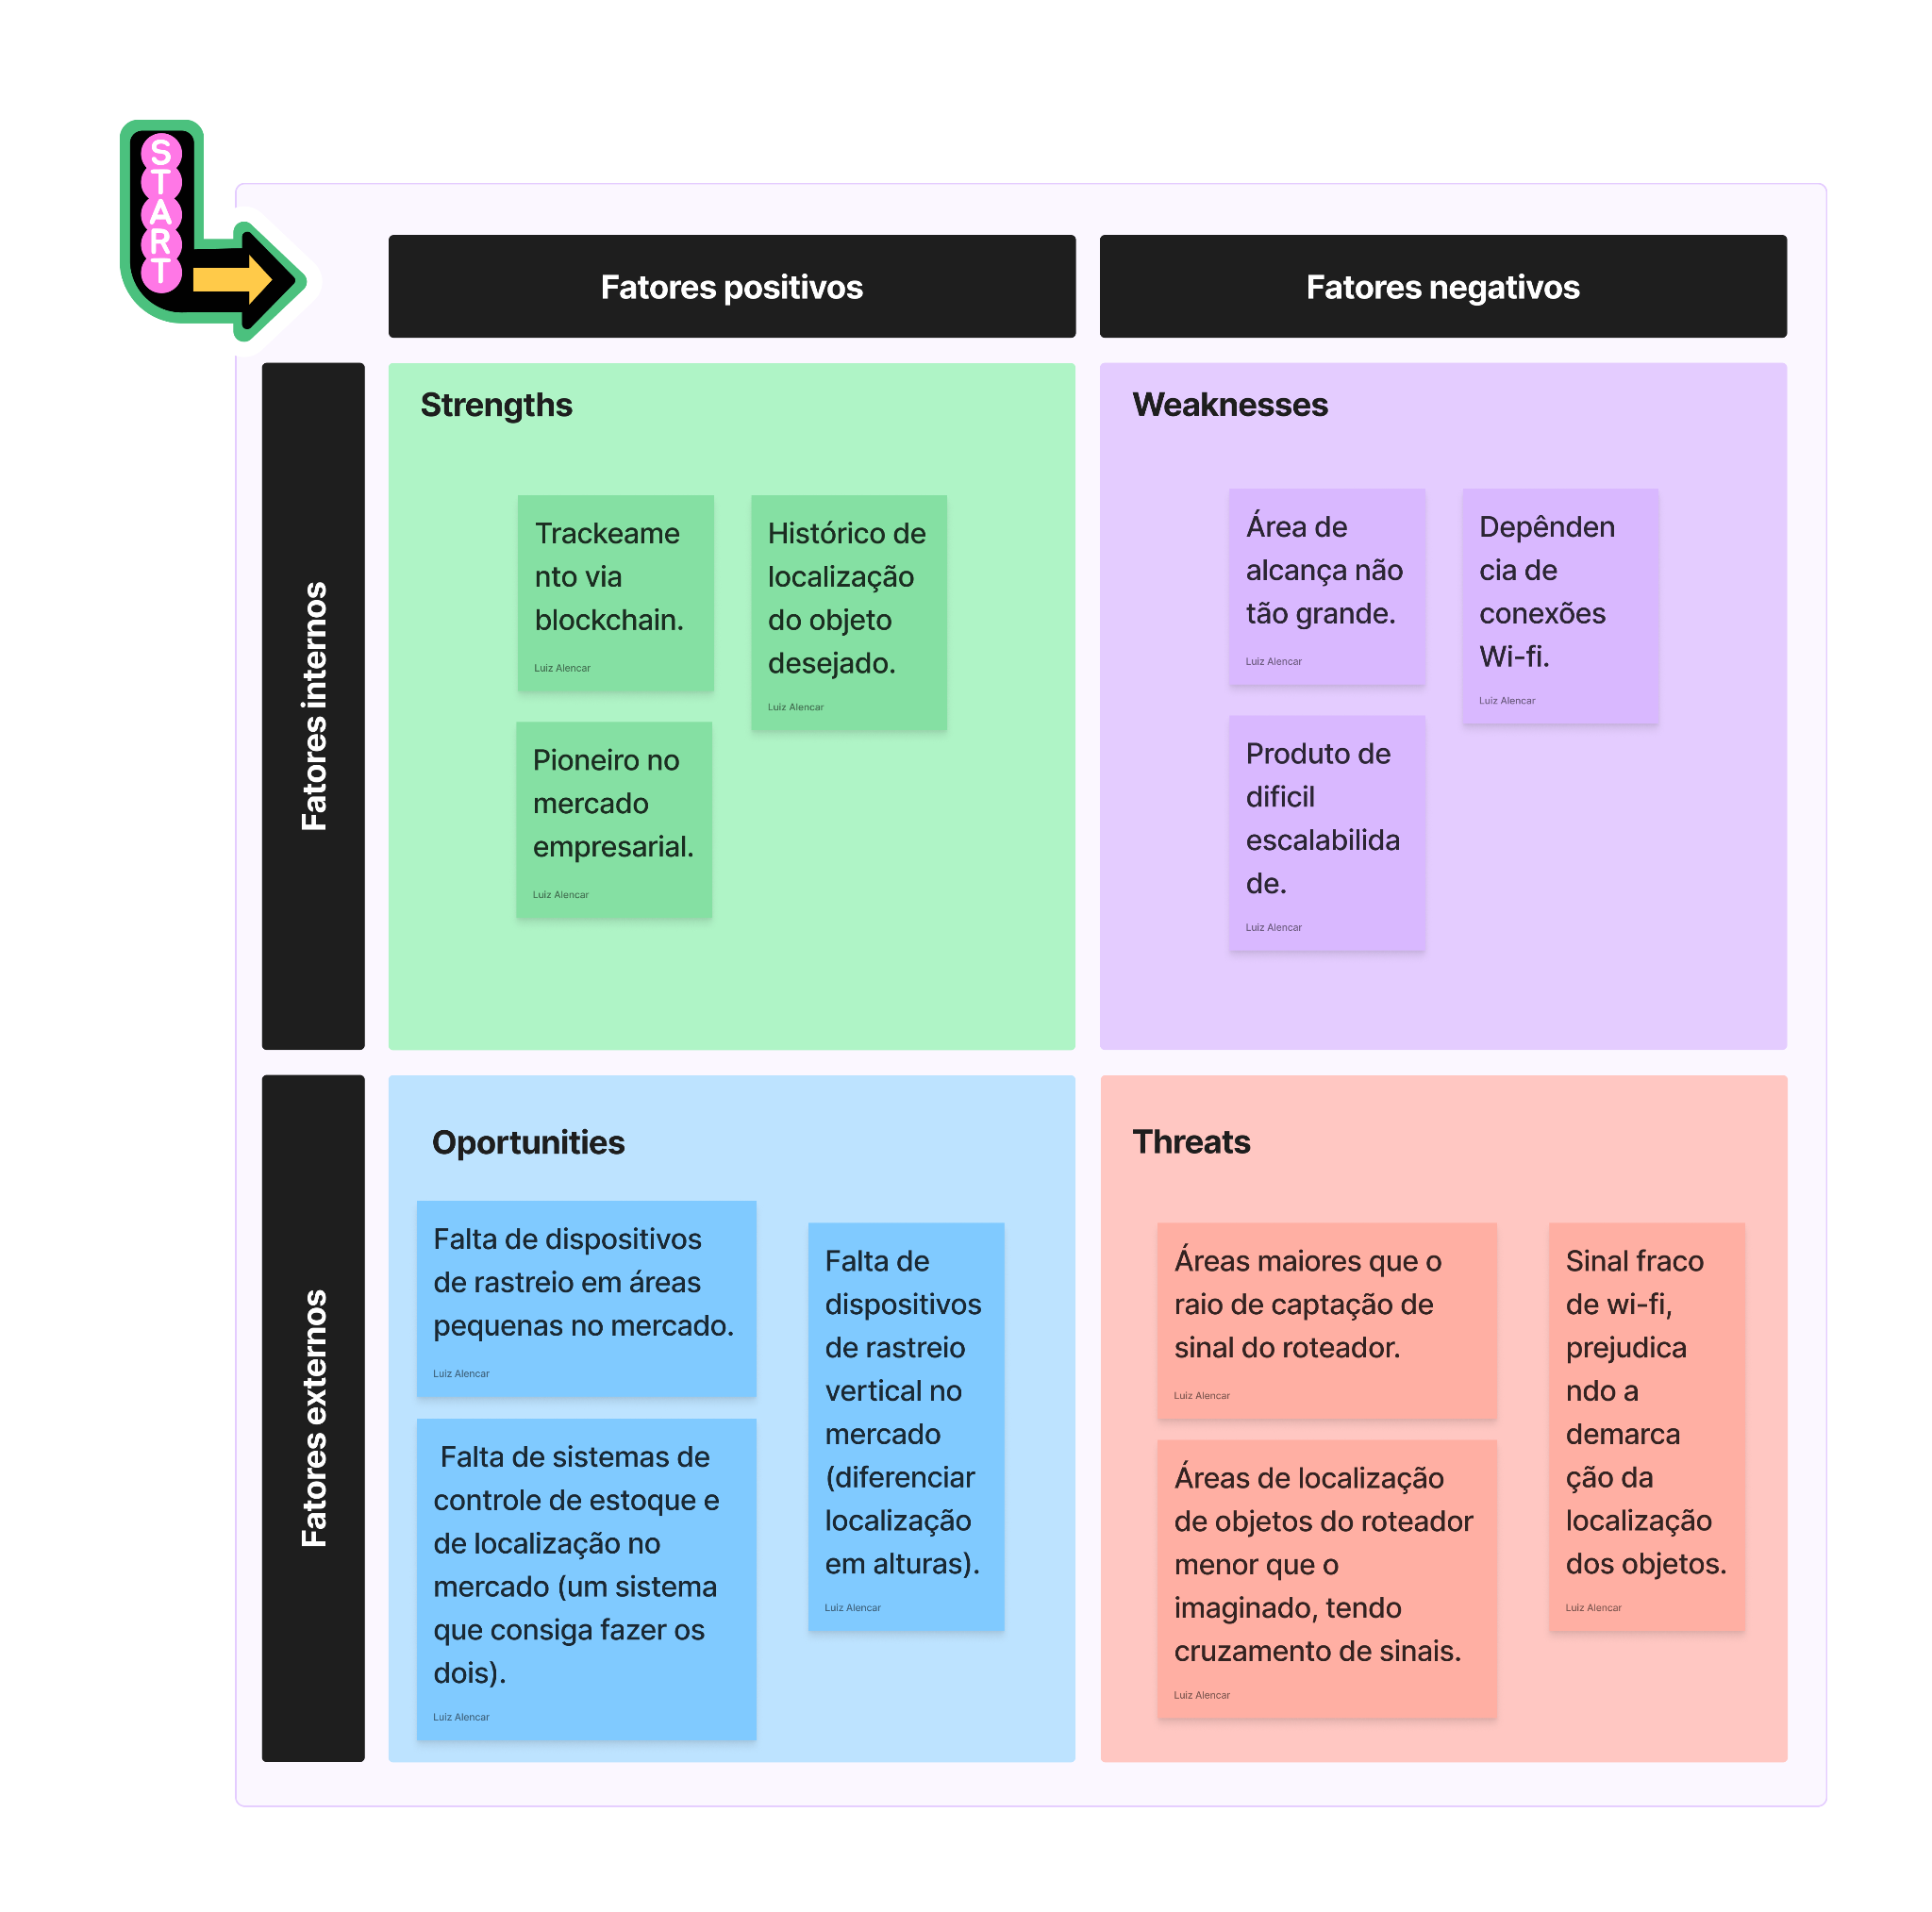 START
Fatores positivos
Fatores negativos
Fatores internos
Strengths
Trackeame
nto via
blockchain.
Luiz Alencar
Histórico de
localização
do objeto
desejado.
Luiz Alencar
Pioneiro no
mercado
empresarial.
Luiz Alencar
Weaknesses
Área de
alcança não
tão grande.
Luiz Alencar
Depênden
cia de
conexões
Wi-fi.
Luiz Alencar
Produto de
dificil
escalabilida
de.
Luiz Alencar
Fatores externos
Oportunities
Falta de dispositivos
de rastreio em áreas
pequenas no mercado.
Luiz Alencar
Falta de
dispositivos
de rastreio
vertical no
mercado
(diferenciar
localização
em alturas).
Luiz Alencar
Falta de sistemas de
controle de estoque e
de localização no
mercado (um sistema
que consiga fazer os
dois).
Luiz Alencar
Threats
Áreas maiores que o
raio de captação de
sinal do roteador.
Luiz Alencar
Sinal fraco
de wi-fi,
prejudica
ndo a
demarca
ção da
localização
dos objetos.
Luiz Alencar
Áreas de localização
de objetos do roteador
menor que o
imaginado, tendo
cruzamento de sinais.
Luiz Alencar